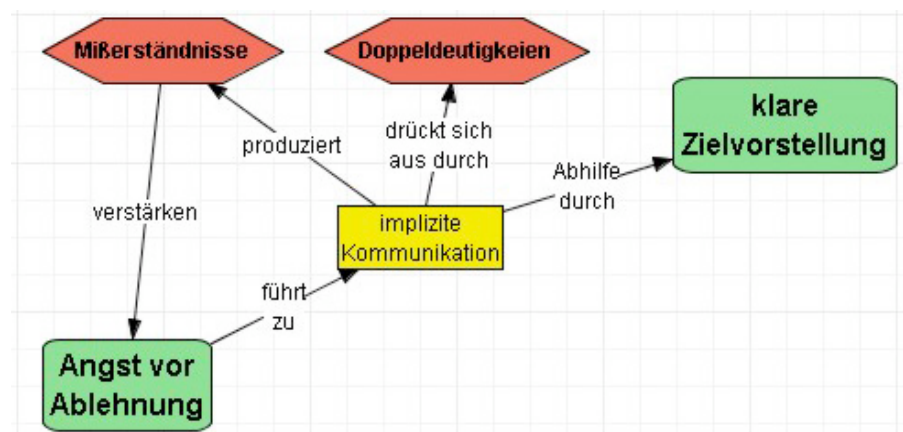 Mißerständnisse
Doppeldeutigkeien
klare
Zielvorstellung
produziert
drückt sich
aus durch
Abhilfe
durch
verstärken
implizite
Kommunikation
führt
zu
Angst vor
Ablehnung